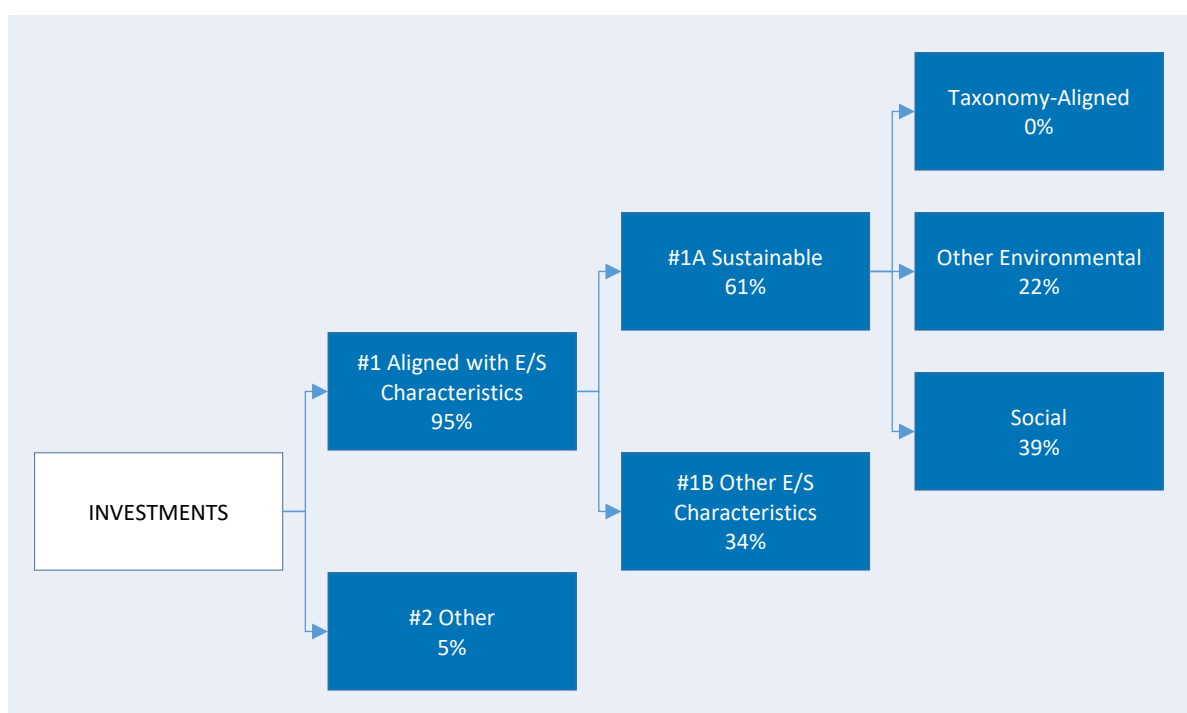 INVESTMENTS
#1 Aligned with E/S
Characteristics
95%
#2 Other
5%
#1A Sustainable
61%
#1B Other E/S
Characteristics
34%
Taxonomy-Aligned
0%
Other Environmental
22%
Social
39%